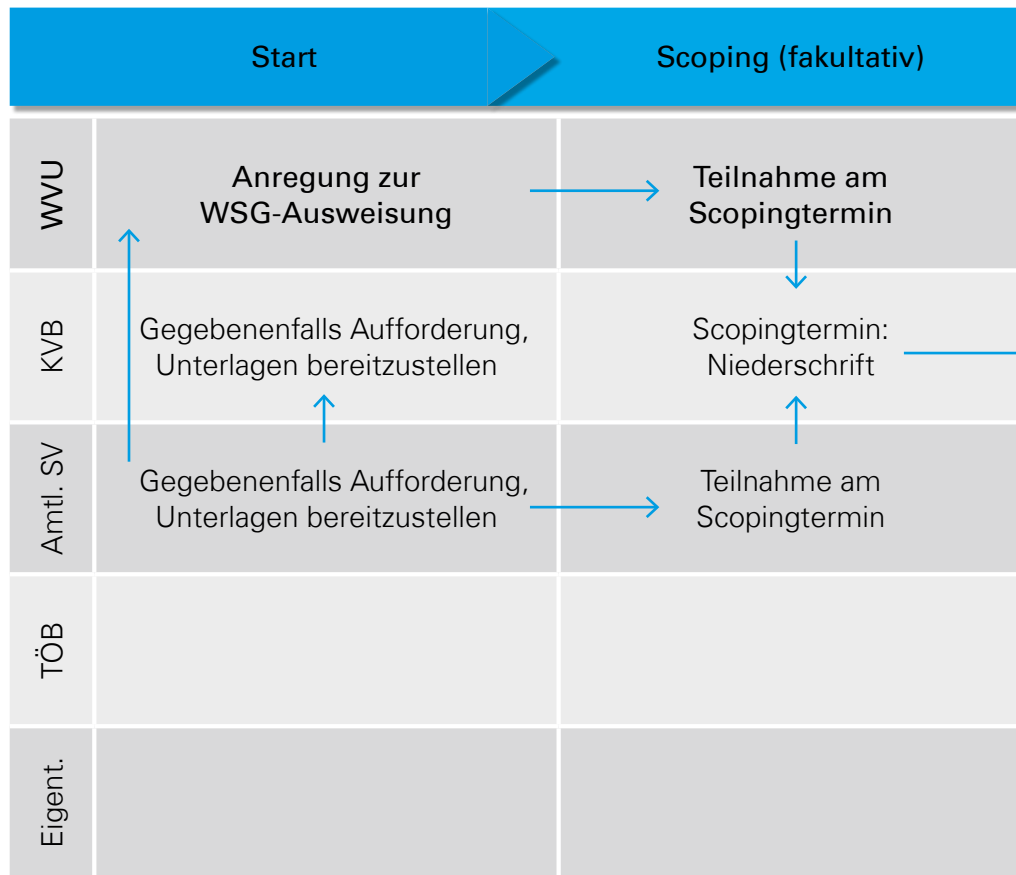 Start
Scoping (fakultativ)
WVU
Anregung zur
WSG-Ausweisung
Teilnahme am
Scopingtermin
KVB
Gegebenenfalls Aufforderung,
Unterlagen bereitzustellen
Scopingtermin:
Niederschrift
Amtl. SV
Gegebenenfalls Aufforderung,
Unterlagen bereitzustellen
Teilnahme am
Scopingtermin
TÖB
Eigent.